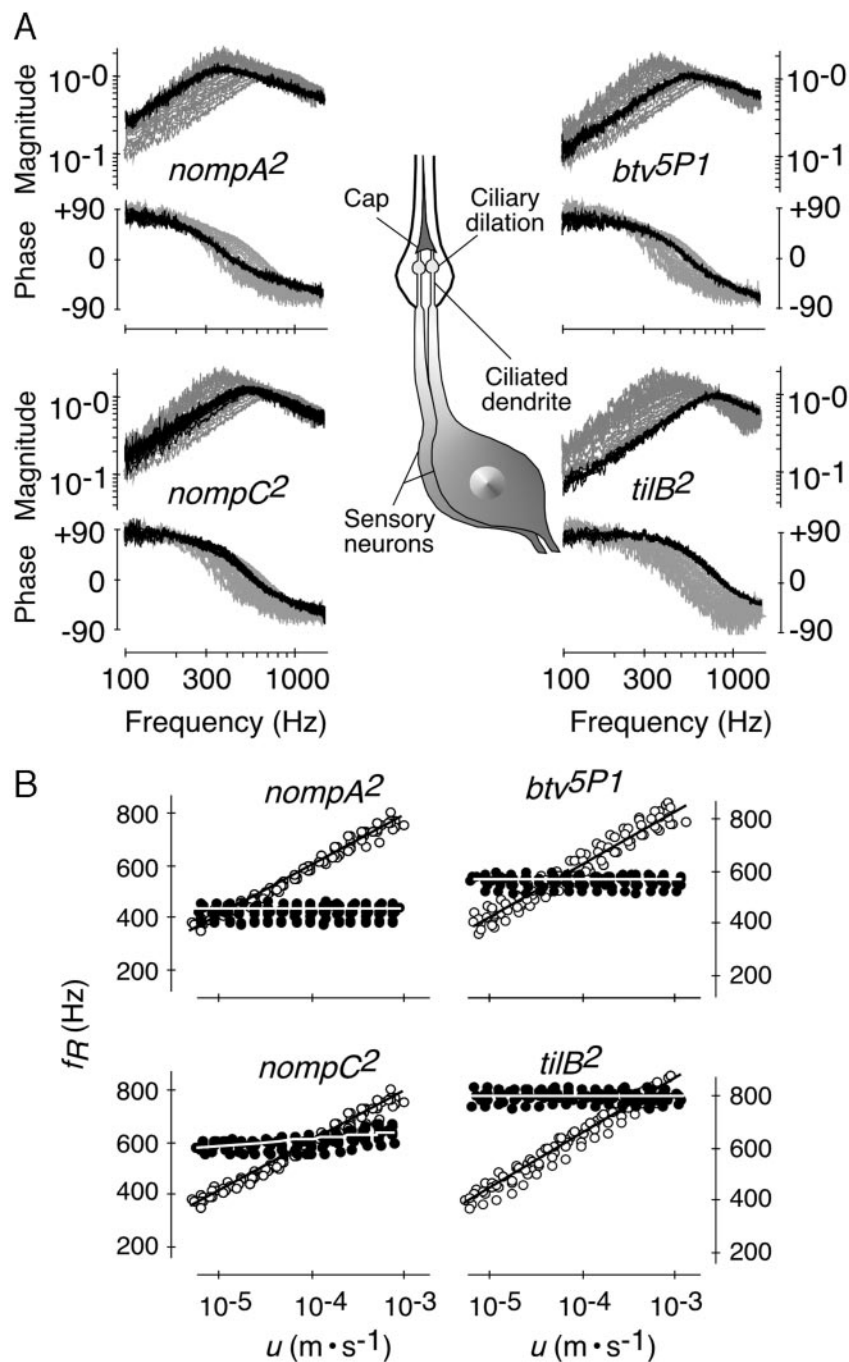 A
Magnitude
10-0
10-1
nompA2
Phase
+90
0
-90
Cap
Ciliary
dilation
btv5P1
10-0
10-1
+90
0
-90
Magnitude
10-0
10-1
nompC2
Phase
+90
0
-90
100 300 1000
Frequency (Hz)
Ciliated
dendrite
Sensory
neurons
10-0
10-1
tilB2
+90
0
-90
100 300 1000
Frequency (Hz)
B
nompA2
800
600
400
200
btv5P1
800
600
400
200
fR (Hz)
nompC2
800
600
400
200
tilB2
800
600
400
200
10-5 10-4 10-3
u (m•s-1)
10-5 10-4 10-3
u (m•s-1)